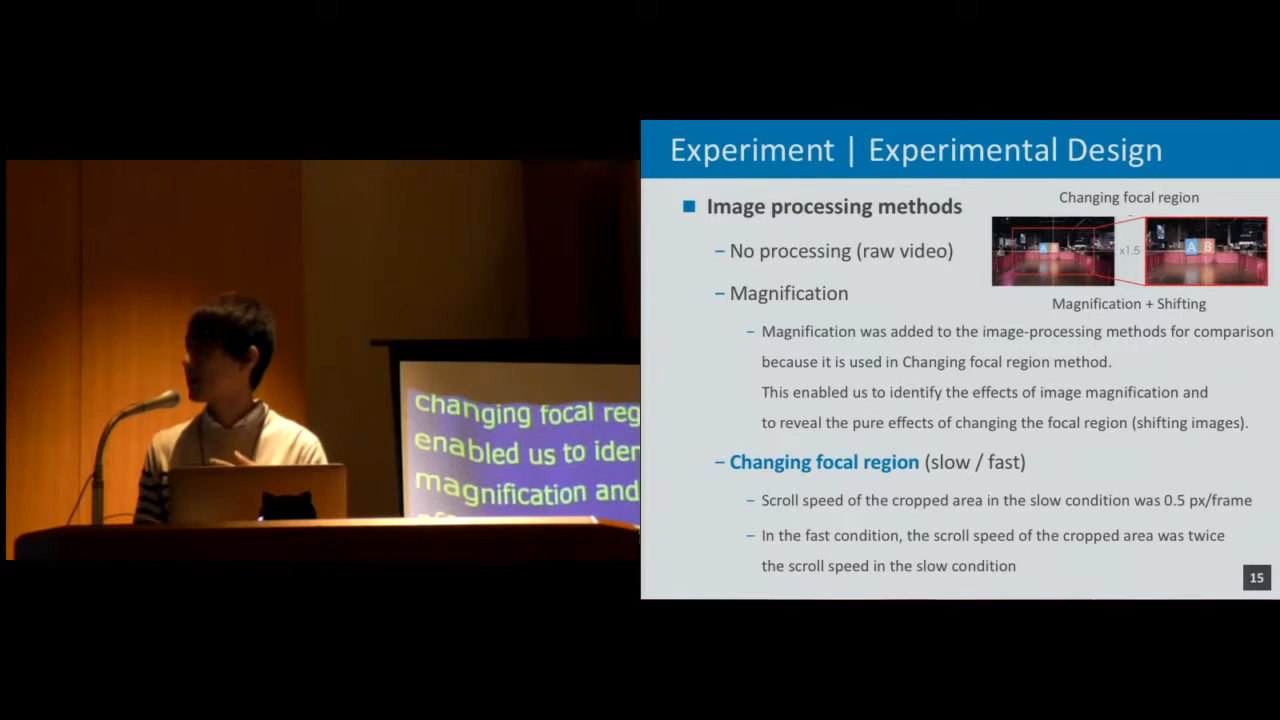 changing focal reg
enabled us to iden
magnification and
Experiment | Experimental Design
Changing focal region
■ Image processing methods
– No processing (raw video)
A B
x1.5
A B
– Magnification
Magnification + Shifting
– Magnification was added to the image-processing methods for comparison
because it is used in Changing focal region method.
This enabled us to identify the effects of image magnification and
to reveal the pure effects of changing the focal region (shifting images).
– Changing focal region (slow / fast)
– Scroll speed of the cropped area in the slow condition was 0.5 px/frame
– In the fast condition, the scroll speed of the cropped area was twice
the scroll speed in the slow condition
15